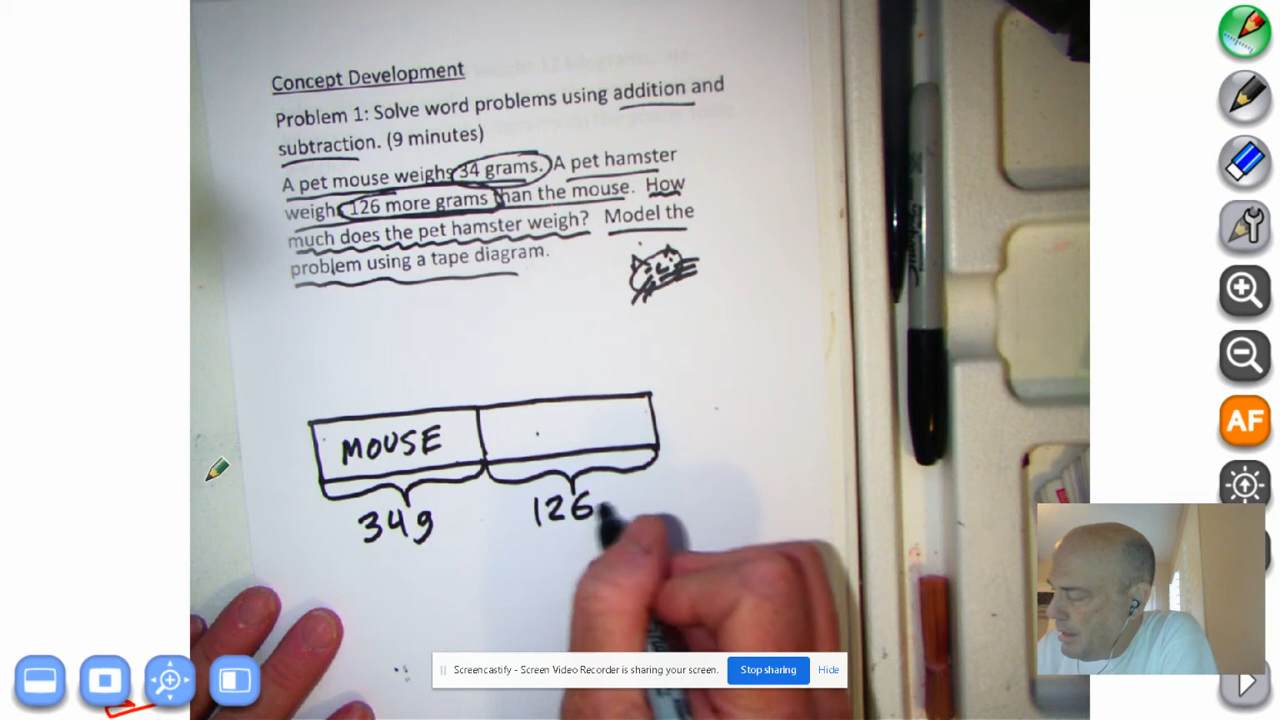 Concept Development
Problem 1: Solve word problems using addition and
subtraction. (9 minutes)
A pet mouse weighs 34 grams. A pet hamster
weighs 126 more grams than the mouse. How
much does the pet hamster weigh? Model the
problem using a tape diagram.
MOUSE
34g
126
Screencastify - Screen Video Recorder is sharing your screen.
Stop sharing
Hide
AF